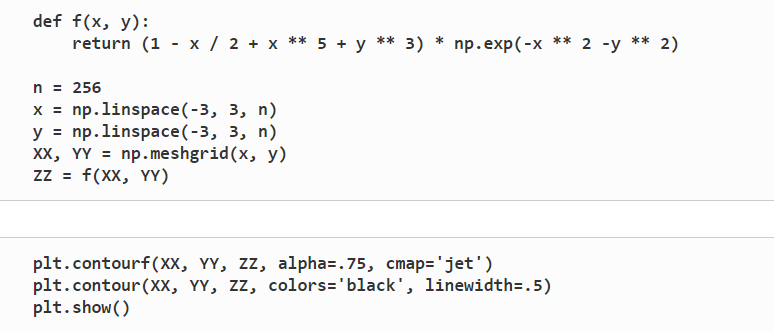 def f(x, y):
    return (1 - x / 2 + x ** 5 + y ** 3) * np.exp(-x ** 2 -y ** 2)
n = 256
x = np.linspace(-3, 3, n)
y = np.linspace(-3, 3, n)
XX, YY = np.meshgrid(x, y)
ZZ = f(XX, YY)
plt.contourf(XX, YY, ZZ, alpha=.75, cmap='jet')
plt.contour(XX, YY, ZZ, colors='black', linewidth=.5)
plt.show()